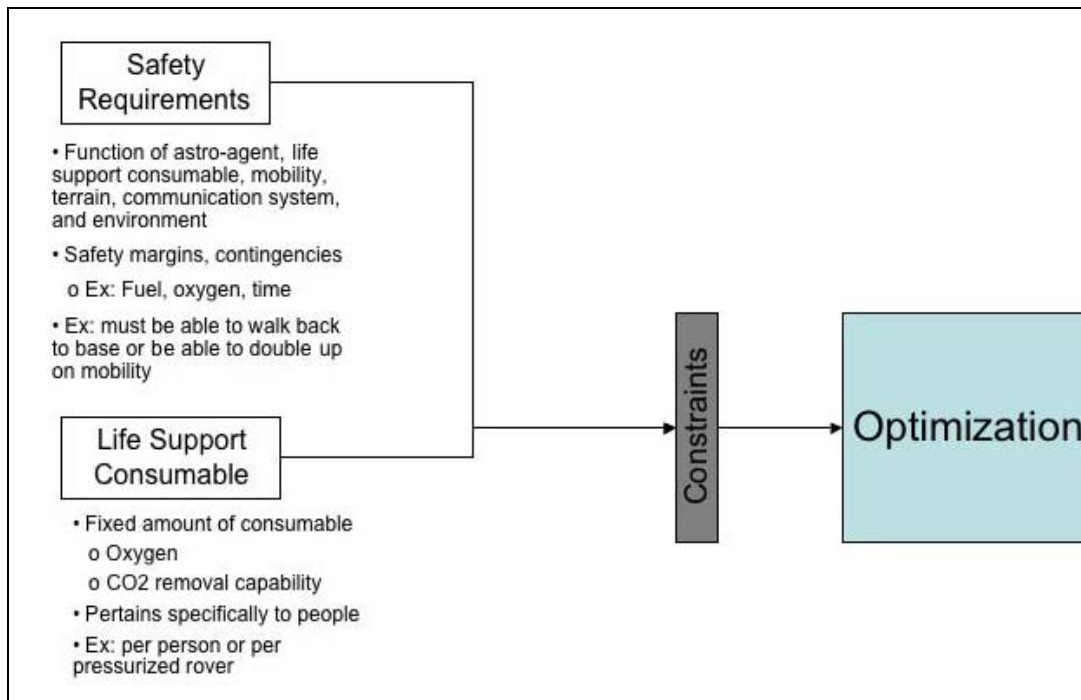 Safety
Requirements
• Function of astro-agent, life
support consumable, mobility,
terrain, communication system,
and environment
• Safety margins, contingencies
o Ex: Fuel, oxygen, time
• Ex: must be able to walk back
to base or be able to double up
on mobility
Life Support
Consumable
• Fixed amount of consumable
o Oxygen
o CO2 removal capability
• Pertains specifically to people
• Ex: per person or per
pressurized rover
Constraints
Optimization